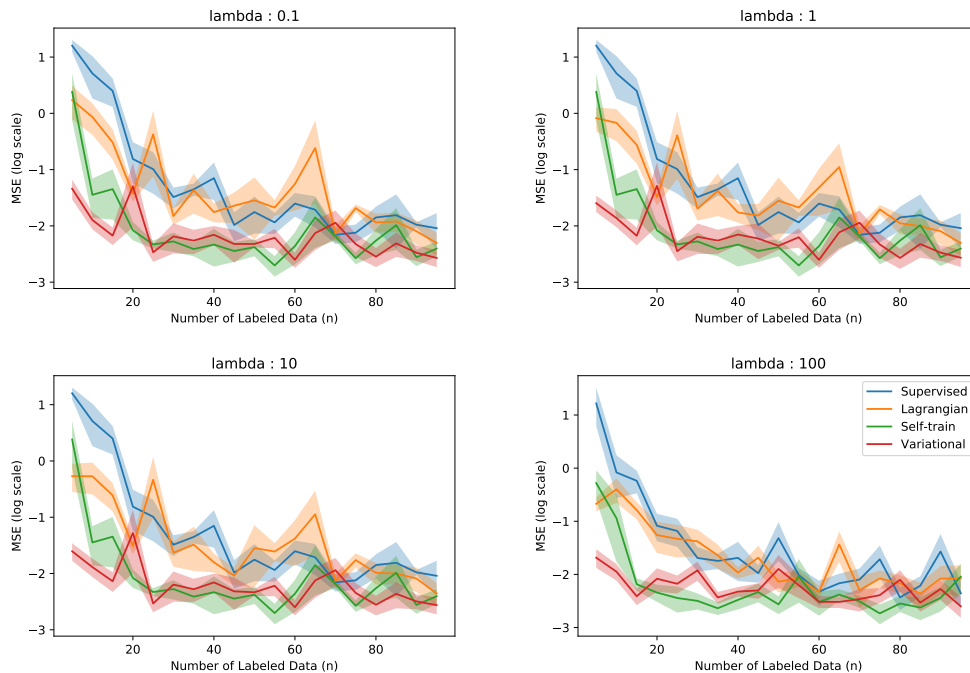 lambda : 0.1
MSE (log scale)
1
0
−1
−2
−3
20
40
60
80
Number of Labeled Data (n)
lambda : 1
MSE (log scale)
1
0
−1
−2
−3
20
40
60
80
Number of Labeled Data (n)
lambda : 10
MSE (log scale)
1
0
−1
−2
−3
20
40
60
80
Number of Labeled Data (n)
lambda : 100
MSE (log scale)
1
0
−1
−2
−3
20
40
60
80
Number of Labeled Data (n)
Supervised
Lagrangian
Self-train
Variational